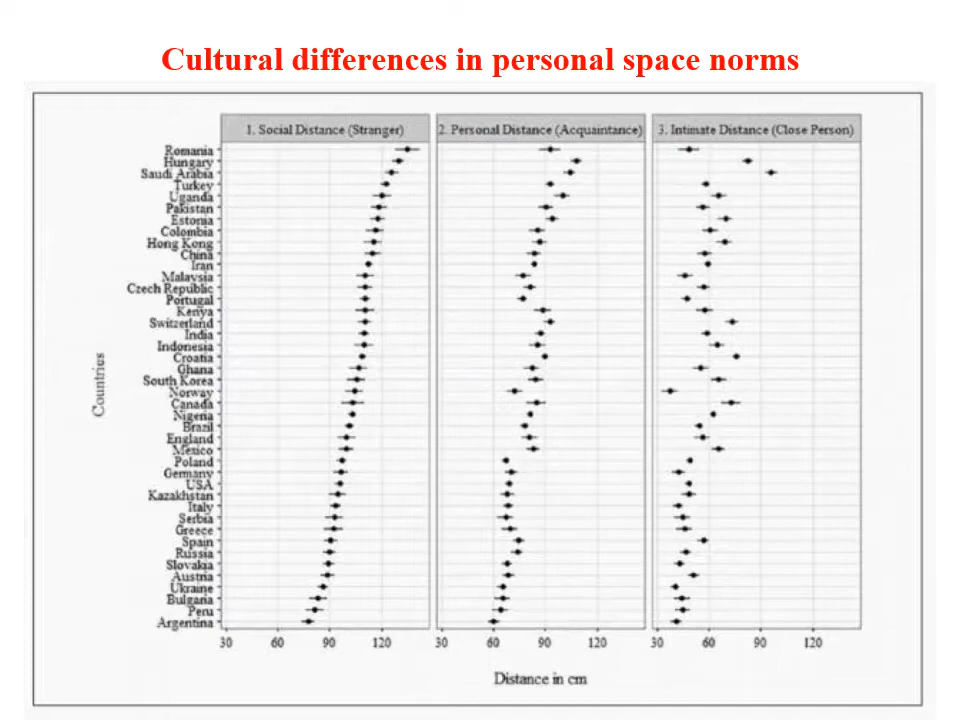 Cultural differences in personal space norms
1. Social Distance (Stranger) 2. Personal Distance (Acquaintance) 3. Intimate Distance (Close Person)
Romania
Hungary
Saudi Arabia
Turkey
Uganda
Pakistan
Estonia
Colombia
Hong Kong
China
Iran
Malaysia
Czech Republic
Portugal
Kenya
Switzerland
India
Indonesia
Croatia
Ghana
South Korea
Norway
Canada
Nigeria
Brazil
England
Mexico
Poland
Germany
USA
Kazakhstan
Italy
Serbia
Greece
Spain
Russia
Slovakia
Austria
Ukraine
Bulgaria
Peru
Argentina
Countries
30 60 90 120 30 60 90 120 30 60 90 120
Distance in cm